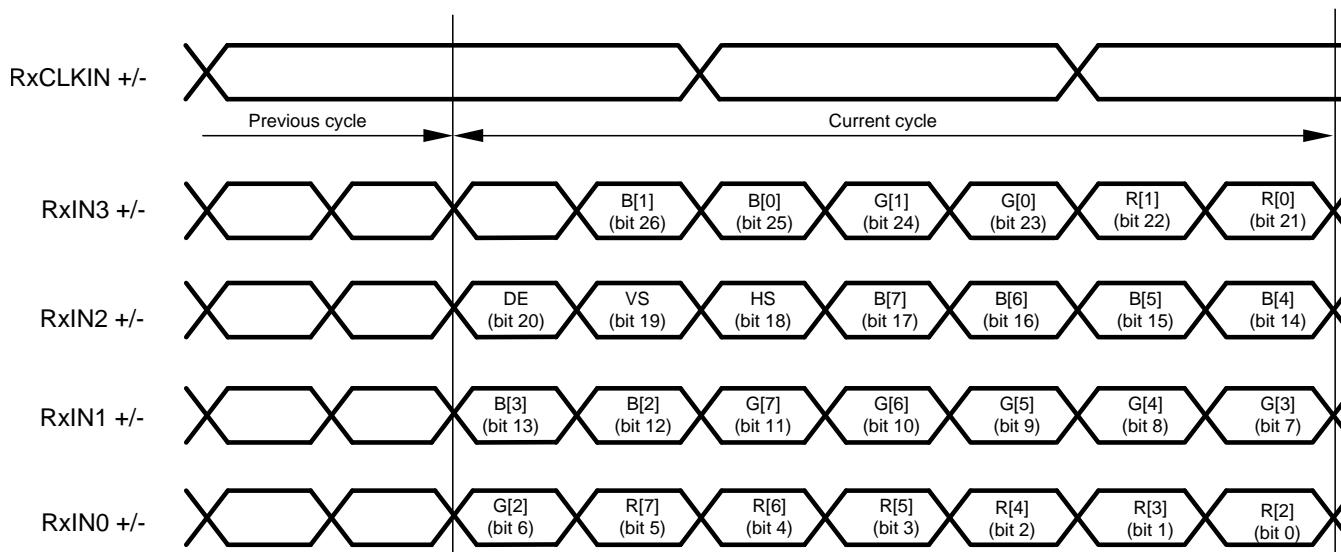 RxCLKIN +/-
Previous cycle
Current cycle
RxIN3 +/-
B[1]
(bit 26)
B[0]
(bit 25)
G[1]
(bit 24)
G[0]
(bit 23)
R[1]
(bit 22)
R[0]
(bit 21)
RxIN2 +/-
DE
(bit 20)
VS
(bit 19)
HS
(bit 18)
B[7]
(bit 17)
B[6]
(bit 16)
B[5]
(bit 15)
B[4]
(bit 14)
RxIN1 +/-
B[3]
(bit 13)
B[2]
(bit 12)
G[7]
(bit 11)
G[6]
(bit 10)
G[5]
(bit 9)
G[4]
(bit 8)
G[3]
(bit 7)
RxIN0 +/-
G[2]
(bit 6)
R[7]
(bit 5)
R[6]
(bit 4)
R[5]
(bit 3)
R[4]
(bit 2)
R[3]
(bit 1)
R[2]
(bit 0)